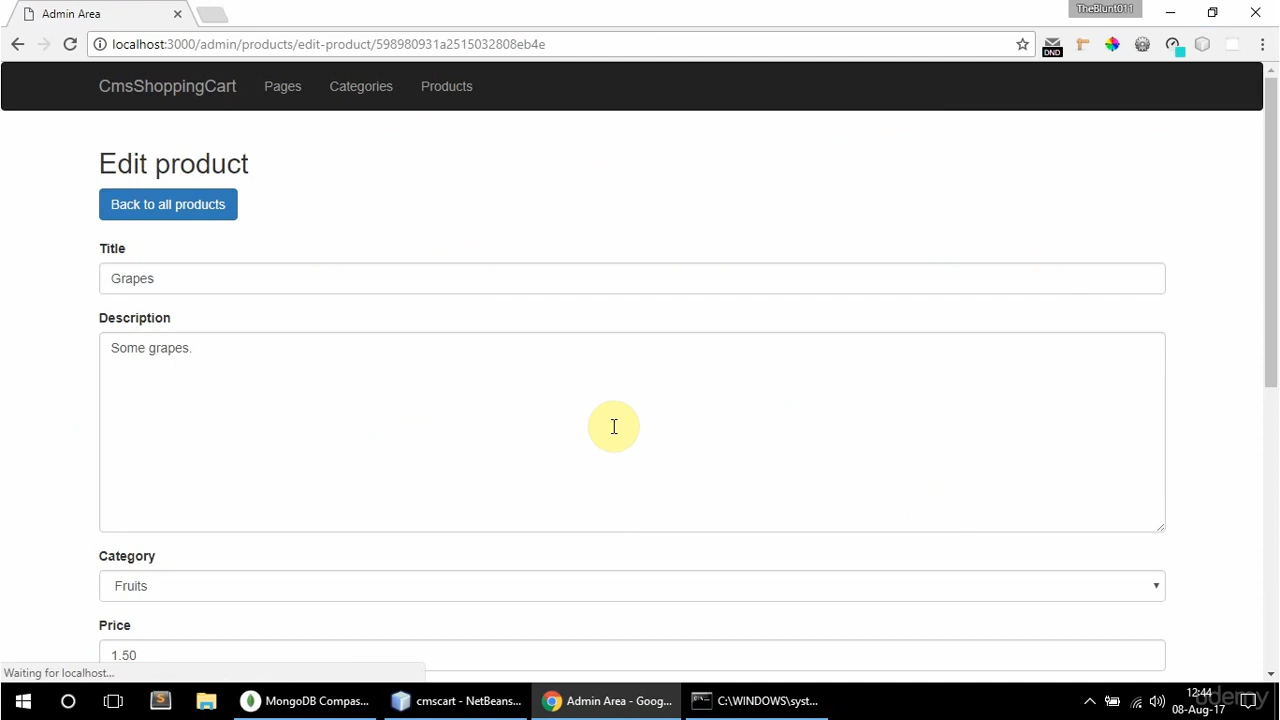 Admin Area
TheBlunt011
localhost:3000/admin/products/edit-product/598980931a2515032808eb4e
DND
CmsShoppingCart Pages Categories Products
Edit product
Back to all products
Title
Grapes
Description
Some grapes.
Category
Fruits
Price
1.50
Waiting for localhost...
MongoDB Compas... cmscart - NetBeans... Admin Area - Goog... C:\WINDOWS\syst...
12:44
08-Aug-17
udemy